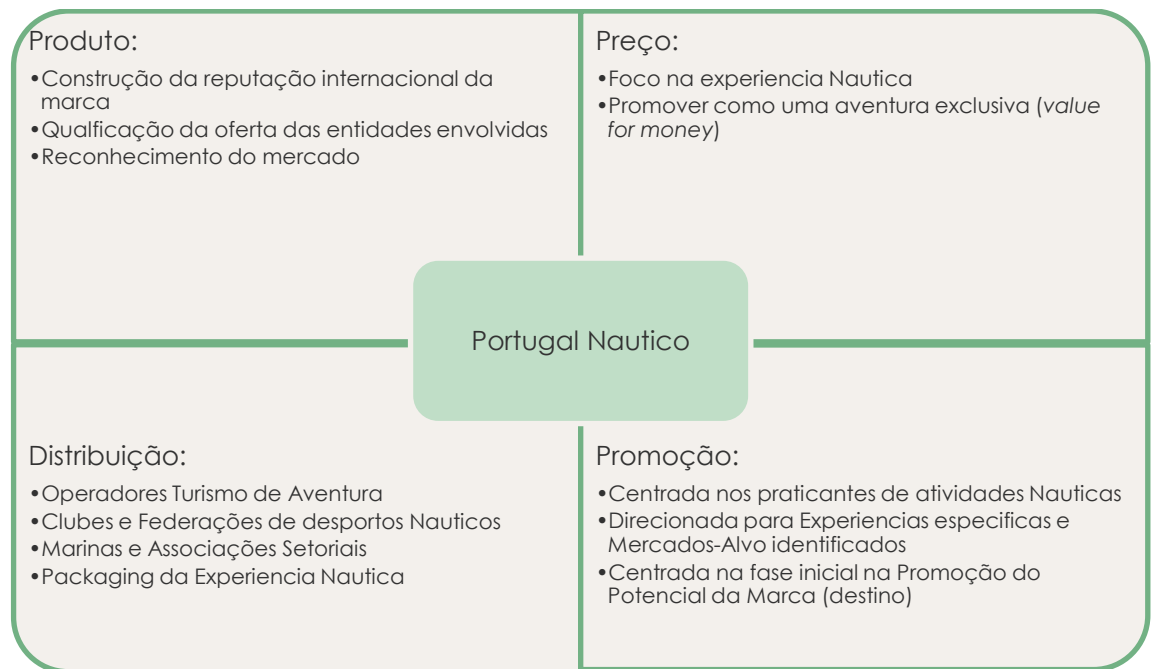 Produto:
•Construção da reputação internacional da
marca
•Qualficação da oferta das entidades envolvidas
•Reconhecimento do mercado
Preço:
•Foco na experiencia Nautica
•Promover como uma aventura exclusiva (value
for money)
Portugal Nautico
Distribuição:
•Operadores Turismo de Aventura
•Clubes e Federações de desportos Nauticos
•Marinas e Associações Setoriais
•Packaging da Experiencia Nautica
Promoção:
•Centrada nos praticantes de atividades Nauticas
•Direcionada para Experiencias especificas e
Mercados-Alvo identificados
•Centrada na fase inicial na Promoção do
Potencial da Marca (destino)